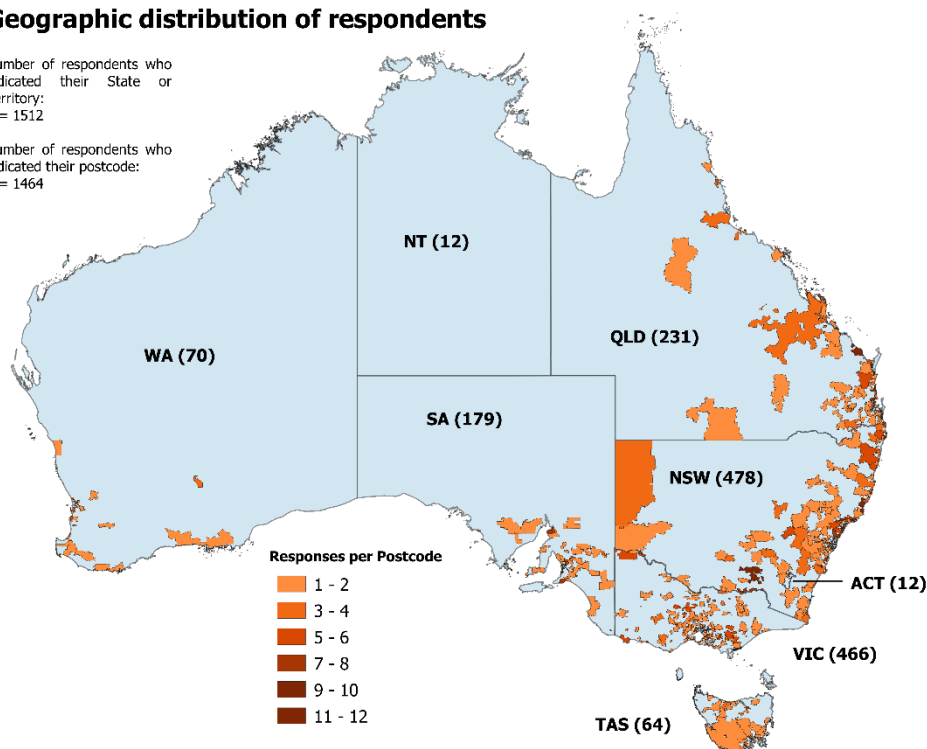 Geographic distribution of respondents
umber of respondents who
dicated their State or
erritory:
= 1512
umber of respondents who
dicated their postcode:
= 1464
NT (12)
WA (70)
QLD (231)
SA (179)
NSW (478)
ACT (12)
VIC (466)
TAS (64)
Responses per Postcode
1 - 2
3 - 4
5 - 6
7 - 8
9 - 10
11 - 12